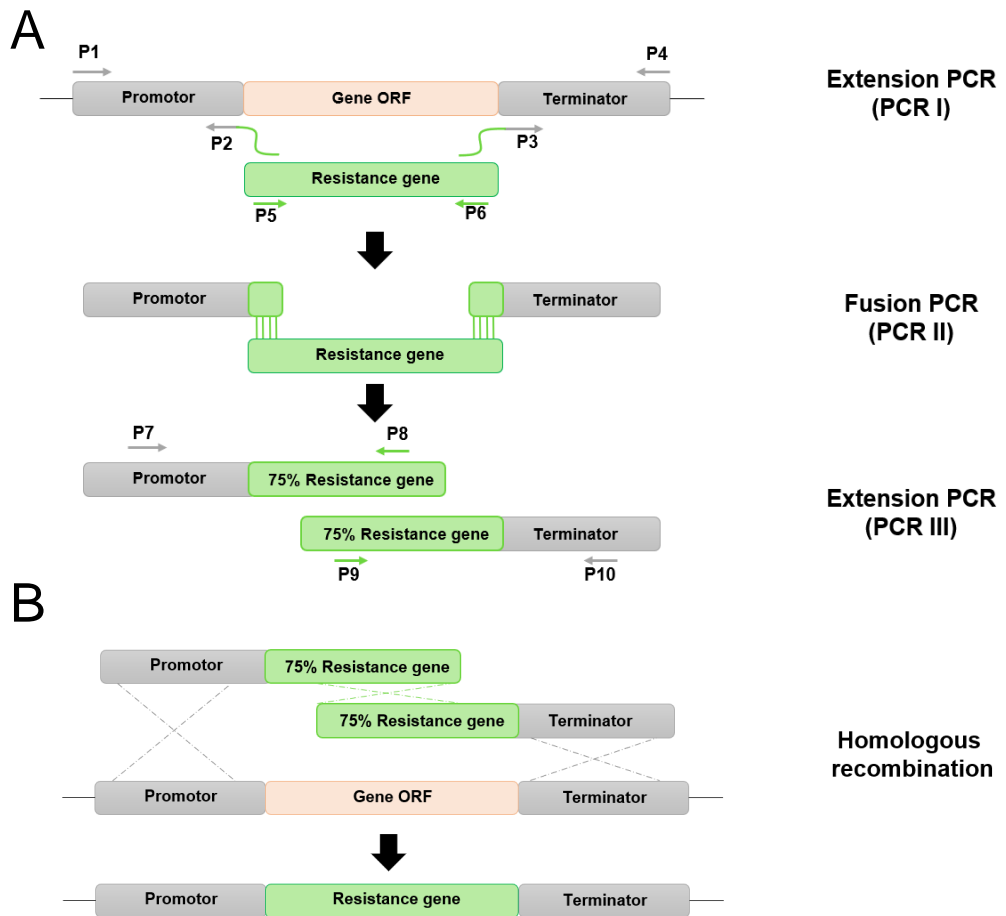 A
P1
P4
Promotor
Gene ORF
Terminator
Extension PCR
(PCR I)
P2
P3
Resistance gene
P5
P6
Promotor
Terminator
Fusion PCR
(PCR II)
Resistance gene
P7
P8
Promotor
75% Resistance gene
Extension PCR
(PCR III)
75% Resistance gene
Terminator
P9
P10
B
Promotor
75% Resistance gene
75% Resistance gene
Terminator
Homologous
recombination
Promotor
Gene ORF
Terminator
Promotor
Resistance gene
Terminator